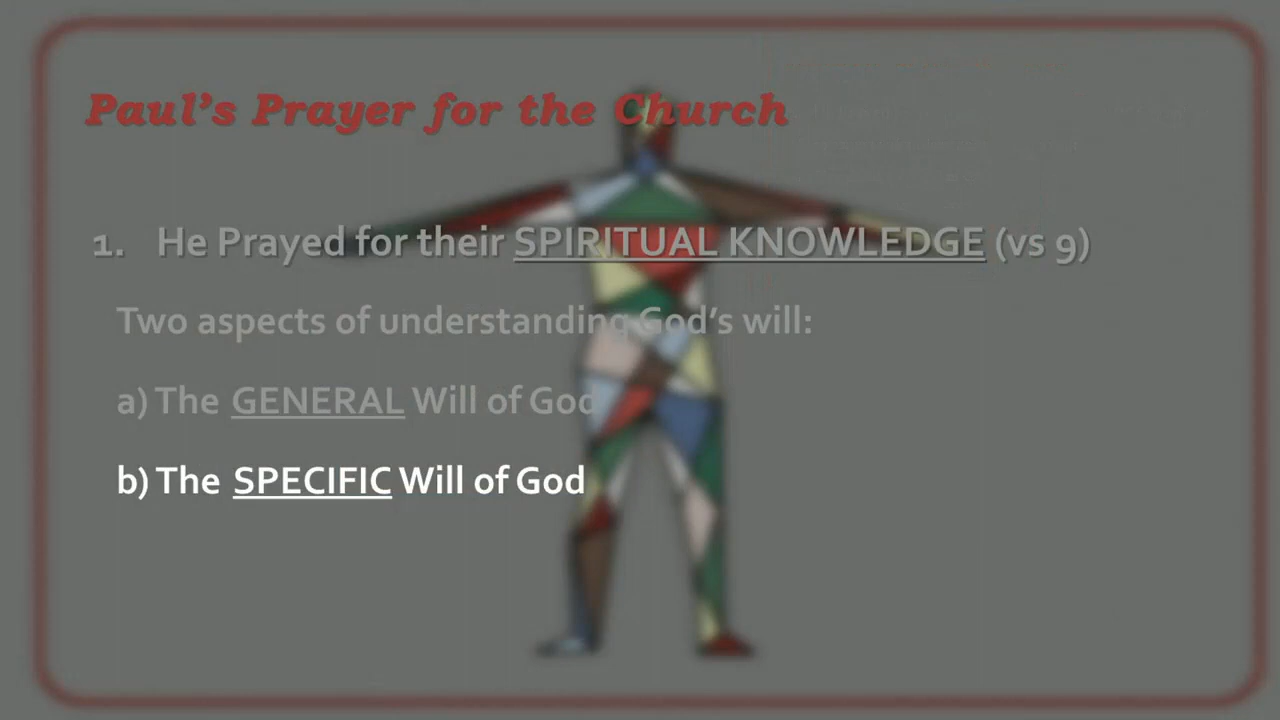 Paul's Prayer for the Church
1. He Prayed for their SPIRITUAL KNOWLEDGE (vs 9)
Two aspects of understanding God's will:
a) The GENERAL Will of God
b) The SPECIFIC Will of God